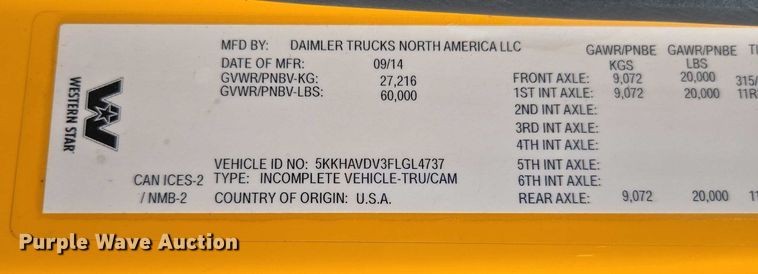 MFD BY: DAIMLER TRUCKS NORTH AMERICA LLC
DATE OF MFR: 09/14
GVWR/PNBV-KG: 27,216
GVWR/PNBV-LBS: 60,000
GAWR/PNBE KGS GAWR/PNBE LBS
FRONT AXLE: 9,072 20,000 315/
1ST INT AXLE: 9,072 20,000 11R
2ND INT AXLE:
3RD INT AXLE:
4TH INT AXLE:
5TH INT AXLE:
6TH INT AXLE:
REAR AXLE: 9,072 20,000
WESTERN STAR
VEHICLE ID NO: 5KKHAVDV3FLGL4737
CAN ICES-2 / NMB-2
TYPE: INCOMPLETE VEHICLE-TRU/CAM
COUNTRY OF ORIGIN: U.S.A.
Purple Wave Auction